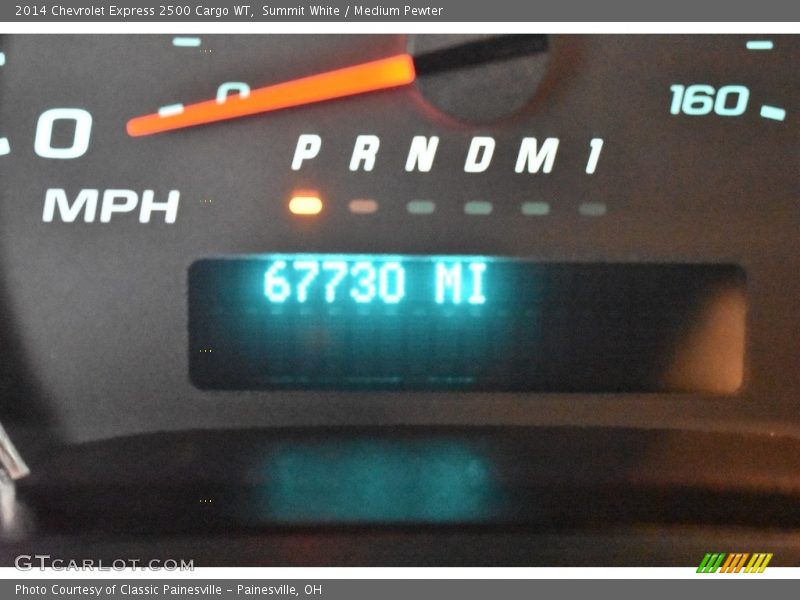 2014 Chevrolet Express 2500 Cargo WT,  Summit White / Medium Pewter
0
0
160
P R N D M 1
MPH
67730 MI
GTCARLOT.COM
Photo Courtesy of Classic Painesville - Painesville, OH